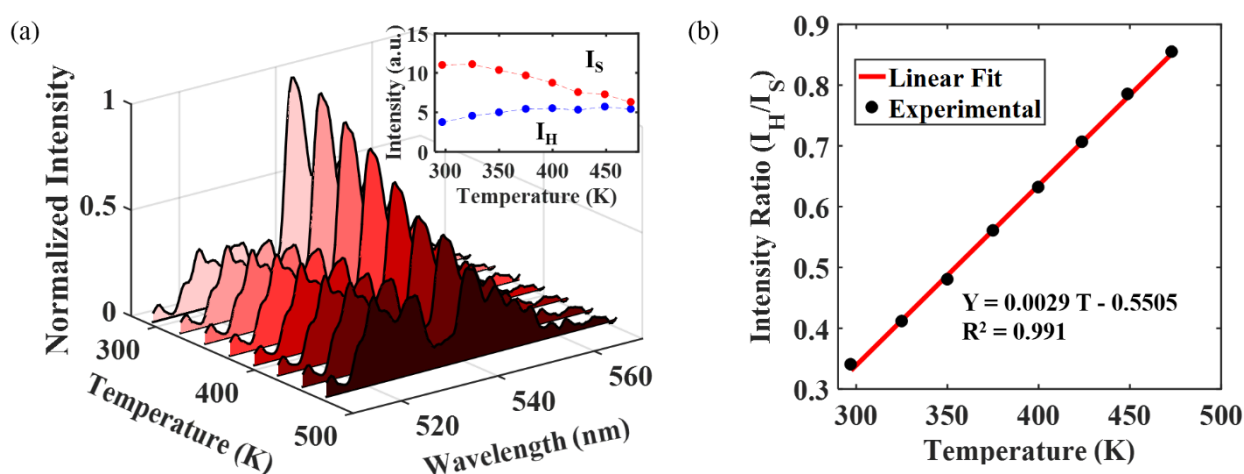 (a)
Normalized Intensity
1
0.5
0
300
400
500
Temperature (K)
520
540
560
Wavelength (nm)
Intensity (a.u.)
15
10
5
0
300 350 400 450
Temperature (K)
I_S
I_H
(b)
Intensity Ratio (I_H/I_S)
0.9
0.8
0.7
0.6
0.5
0.4
0.3
300 350 400 450 500
Temperature (K)
Linear Fit
Experimental
Y = 0.0029 T - 0.5505
R² = 0.991